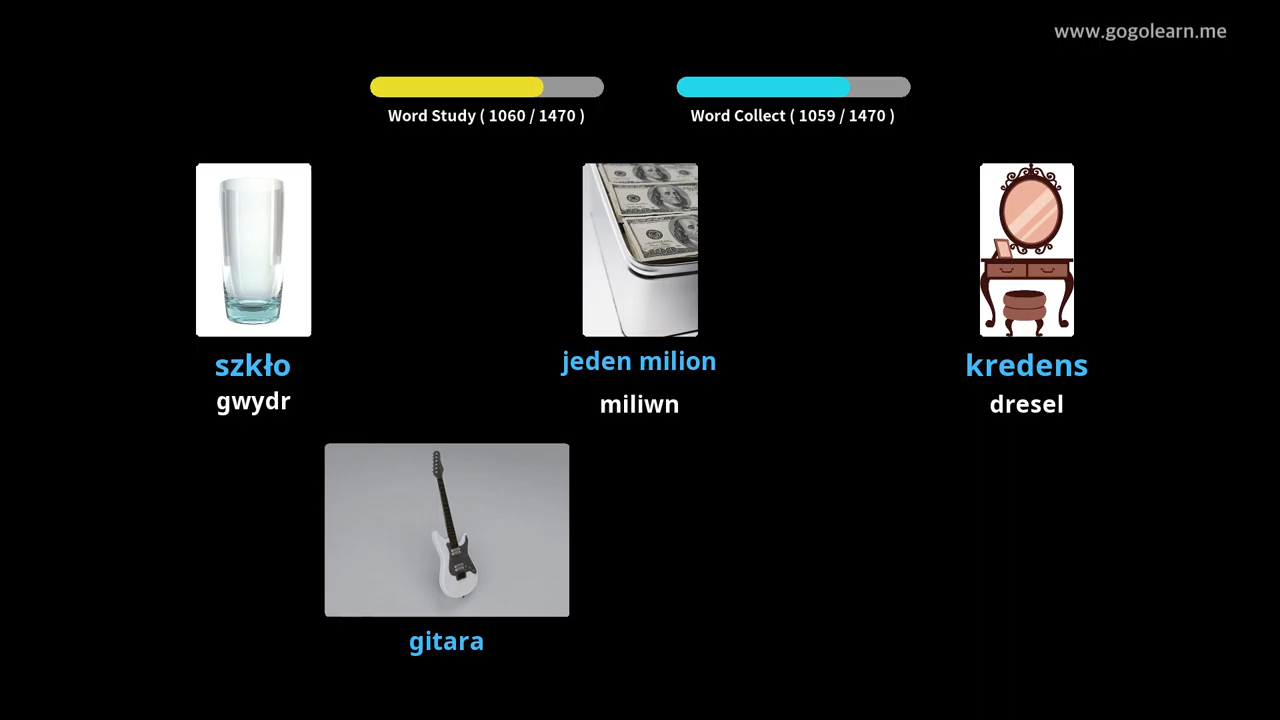 www.gogolearn.me
Word Study ( 1060 / 1470 )
Word Collect ( 1059 / 1470 )
szkło
gwydr
jeden milion
miliwn
kredens
dresel
gitara